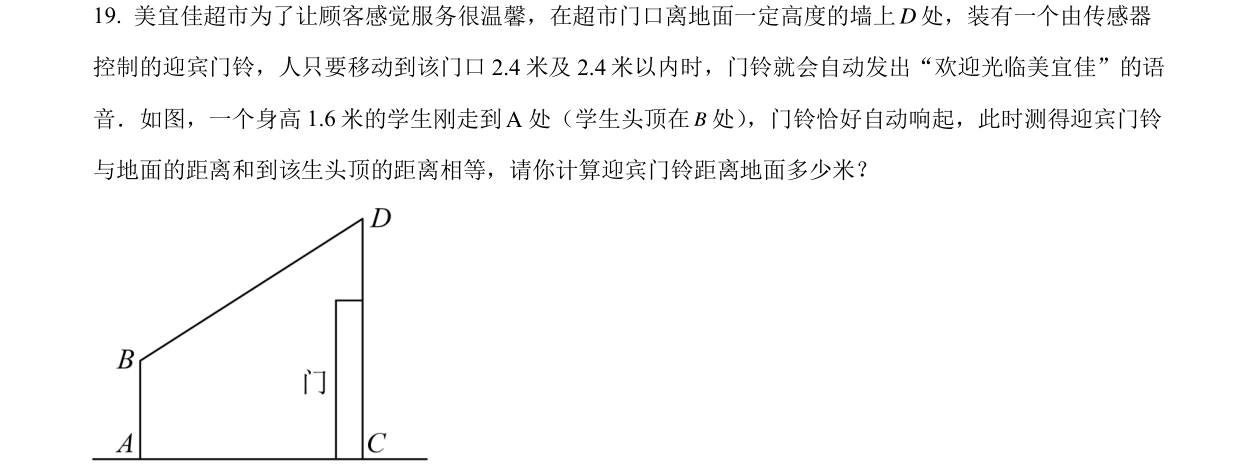 19. 美宜佳超市为了让顾客感觉服务很温馨，在超市门口离地面一定高度的墙上 D 处，装有一个由传感器
控制的迎宾门铃，人只要移动到该门口 2.4 米及 2.4 米以内时，门铃就会自动发出“欢迎光临美宜佳”的语
音．如图，一个身高 1.6 米的学生刚走到 A 处（学生头顶在 B 处），门铃恰好自动响起，此时测得迎宾门铃
与地面的距离和到该生头顶的距离相等，请你计算迎宾门铃距离地面多少米？
D
B
门
A
C